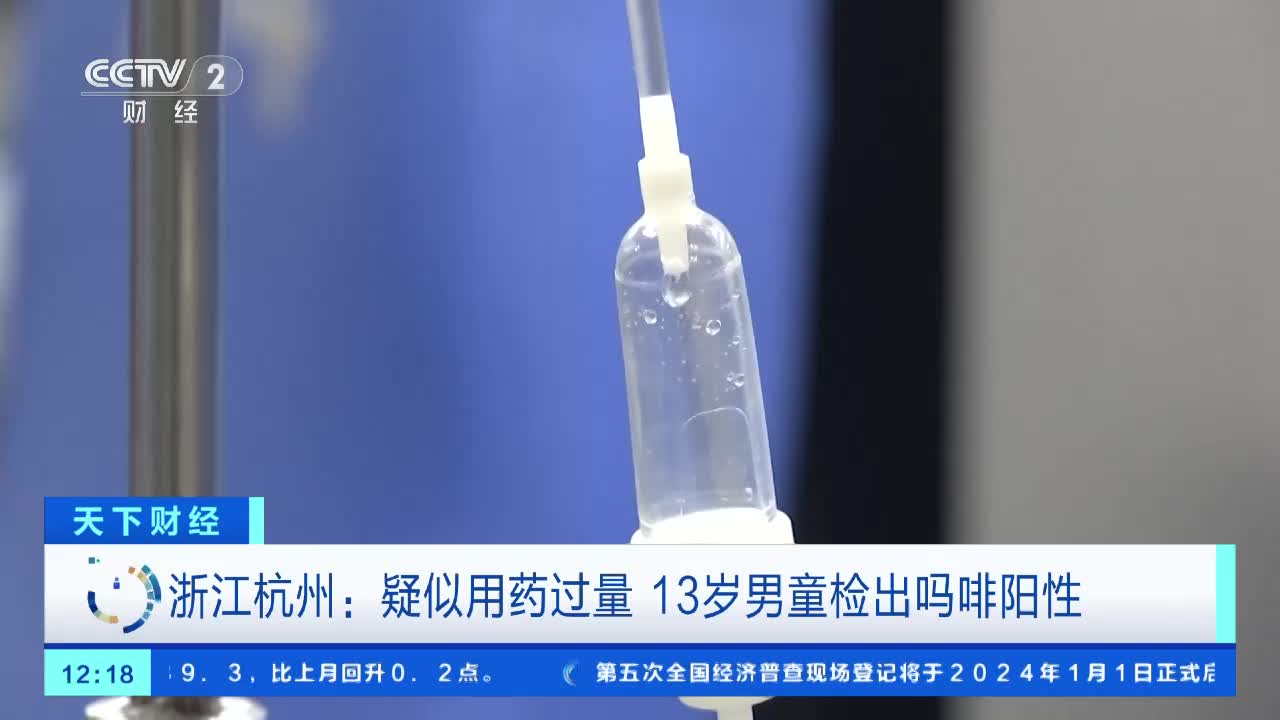 CCTV 2
财 经
天下财经
浙江杭州：疑似用药过量 13岁男童检出吗啡阳性
12:18
9．3，比上月回升0．2点。 第五次全国经济普查现场登记将于2024年1月1日正式